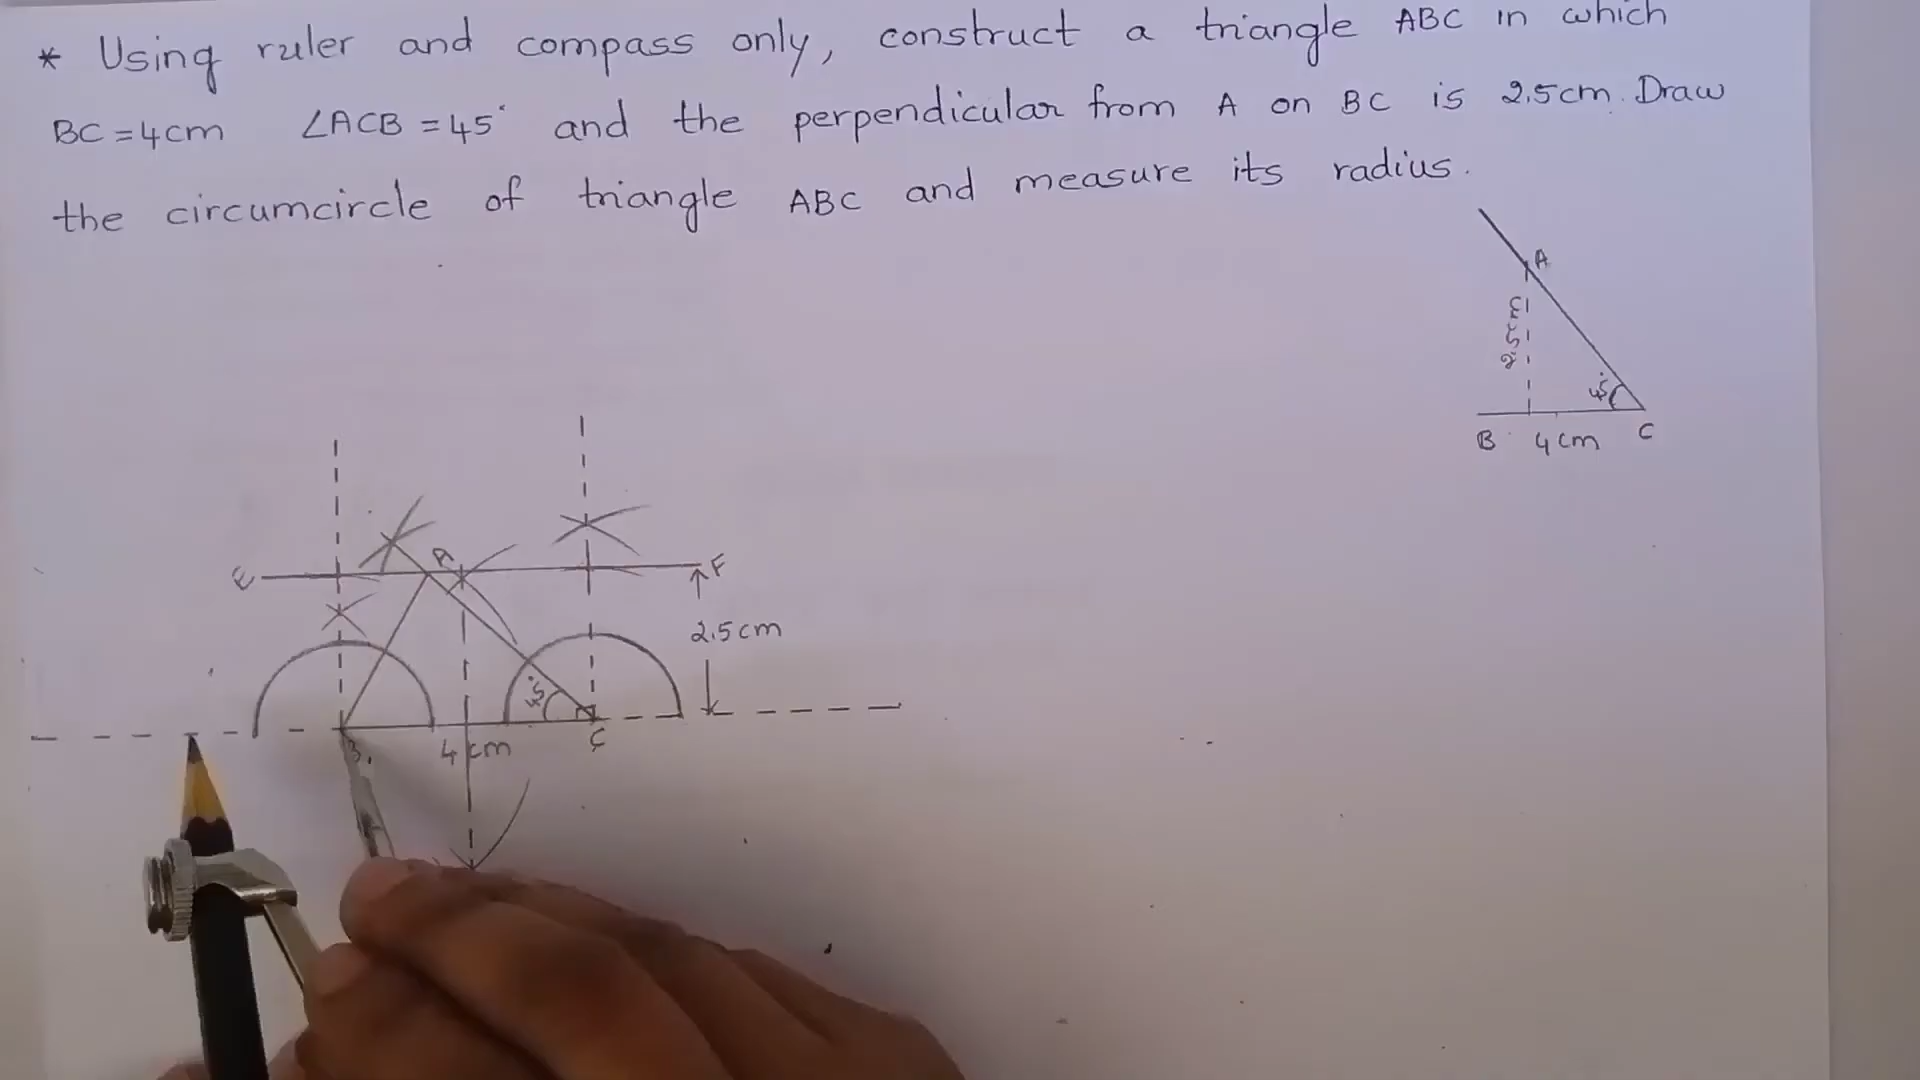 * Using ruler and compass only, construct a triangle ABC in which
BC = 4cm ∠ACB = 45° and the perpendicular from A on BC is 2.5cm. Draw
the circumcircle of triangle ABC and measure its radius.
A
2.5cm
45°
B 4cm C
E A F
2.5cm
45°
B 4cm C